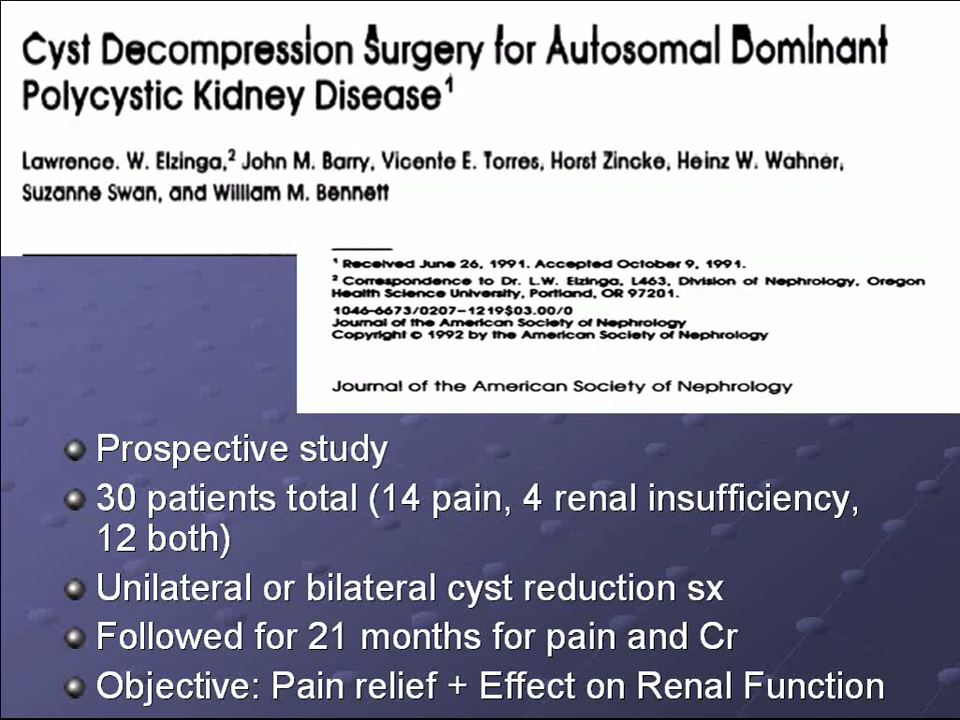 Cyst Decompression Surgery for Autosomal Dominant
Polycystic Kidney Disease¹
Lawrence. W. Elzinga,² John M. Barry, Vicente E. Torres, Horst Zincke, Heinz W. Wahner,
Suzanne Swan, and William M. Bennett
¹ Received June 26, 1991. Accepted October 9, 1991.
² Correspondence to Dr. L.W. Elzinga, L463, Division of Nephrology, Oregon
Health Science University, Portland, OR 97201.
1046-6673/0207-1219$03.00/0
Journal of the American Society of Nephrology
Copyright © 1992 by the American Society of Nephrology
Journal of the American Society of Nephrology
Prospective study
30 patients total (14 pain, 4 renal insufficiency,
12 both)
Unilateral or bilateral cyst reduction sx
Followed for 21 months for pain and Cr
Objective: Pain relief + Effect on Renal Function